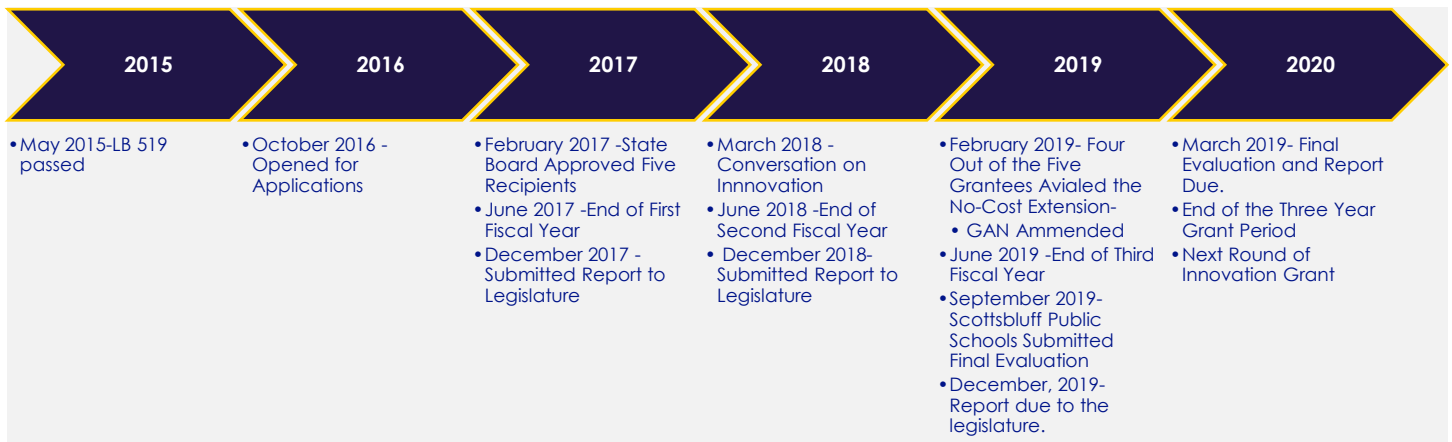 2015
2016
2017
2018
2019
2020
•May 2015-LB 519
passed
•October 2016 -
Opened for
Applications
•February 2017 -State
Board Approved Five
Recipients
•June 2017 -End of First
Fiscal Year
•December 2017 -
Submitted Report to
Legislature
•March 2018 -
Conversation on
Innnovation
•June 2018 -End of
Second Fiscal Year
• December 2018-
Submitted Report to
Legislature
•February 2019- Four
Out of the Five
Grantees Avialed the
No-Cost Extension-
• GAN Ammended
•June 2019 -End of Third
Fiscal Year
•September 2019-
Scottsbluff Public
Schools Submitted
Final Evaluation
•December, 2019-
Report due to the
legislature.
•March 2019- Final
Evaluation and Report
Due.
•End of the Three Year
Grant Period
•Next Round of
Innovation Grant